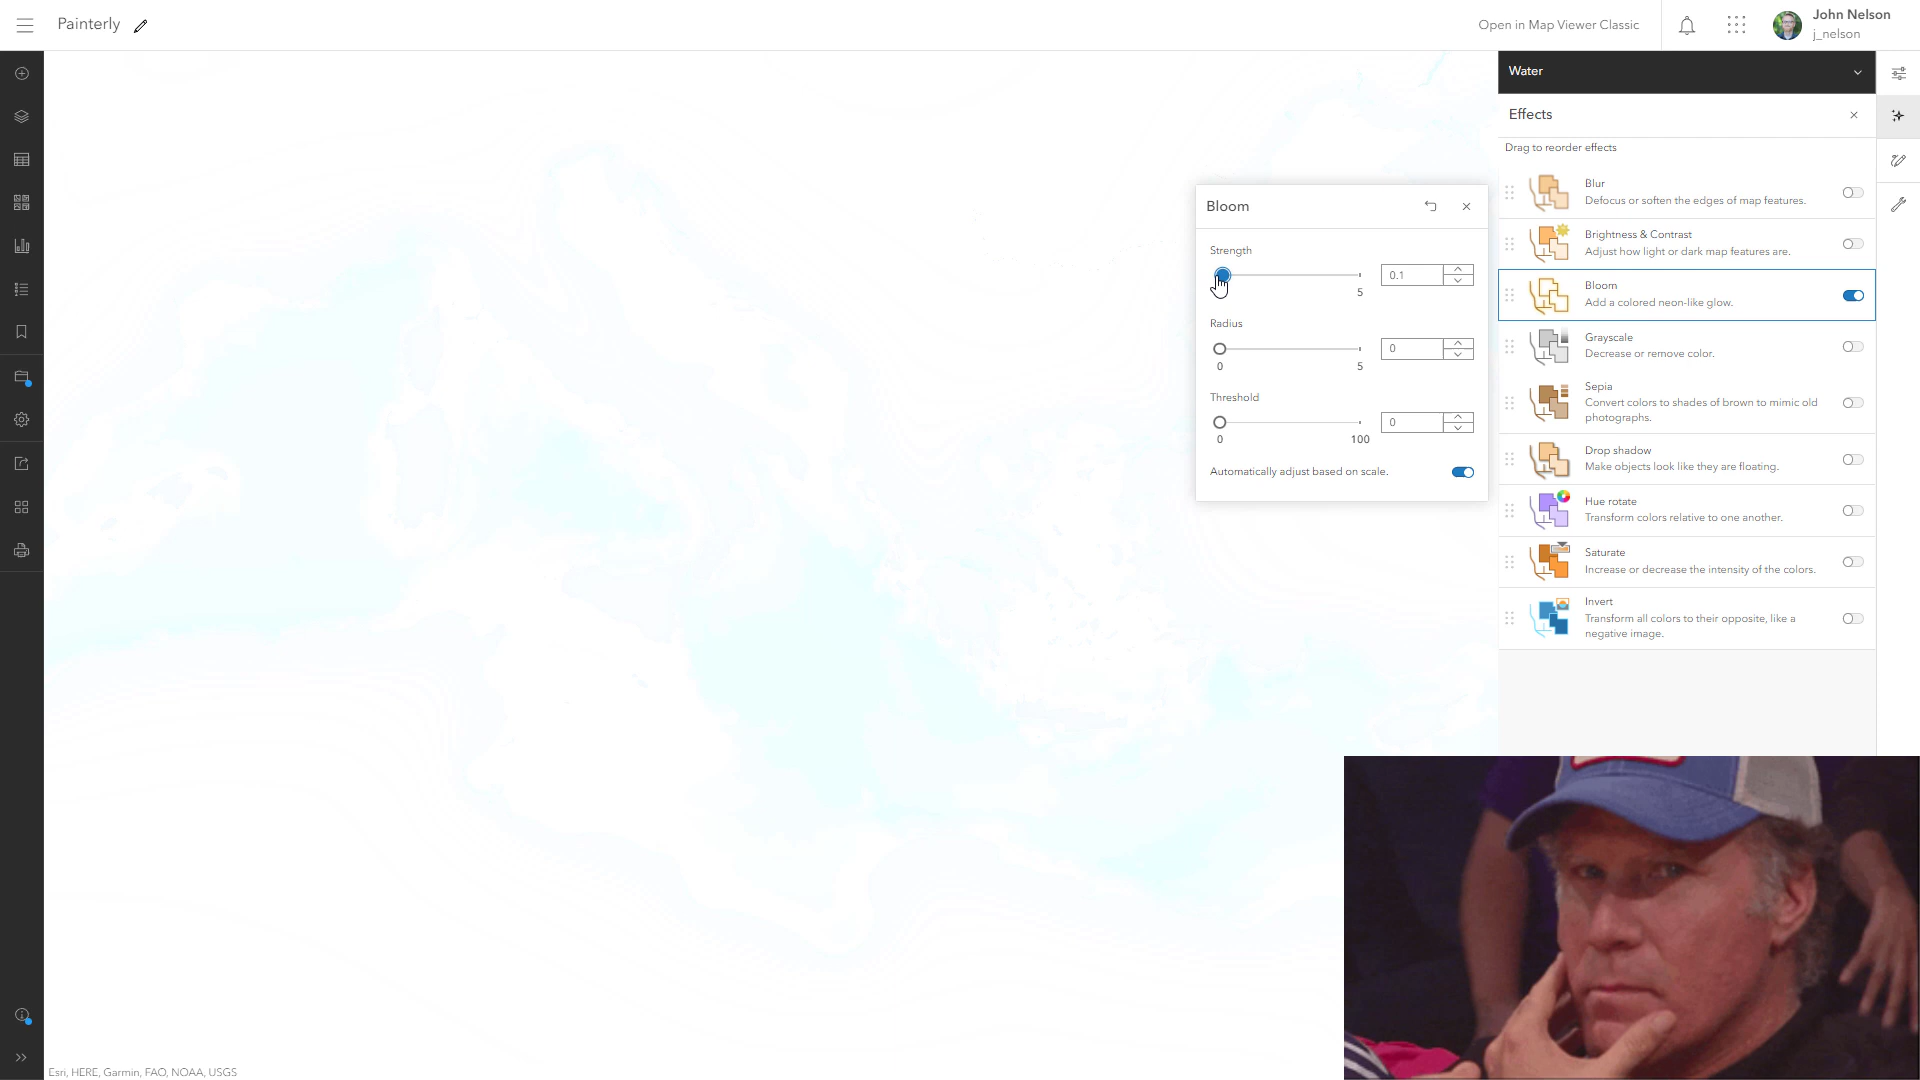 Painterly
Open in Map Viewer Classic
John Nelson
j_nelson
Water
Effects
Drag to reorder effects
Blur
Defocus or soften the edges of map features.
Brightness & Contrast
Adjust how light or dark map features are.
Bloom
Add a colored neon-like glow.
Grayscale
Decrease or remove color.
Sepia
Convert colors to shades of brown to mimic old
photographs.
Drop shadow
Make objects look like they are floating.
Hue rotate
Transform colors relative to one another.
Saturate
Increase or decrease the intensity of the colors.
Invert
Transform all colors to their opposite, like a
negative image.
Bloom
Strength
0.1
5
Radius
0
0 5
Threshold
0
0 100
Automatically adjust based on scale.
Esri, HERE, Garmin, FAO, NOAA, USGS